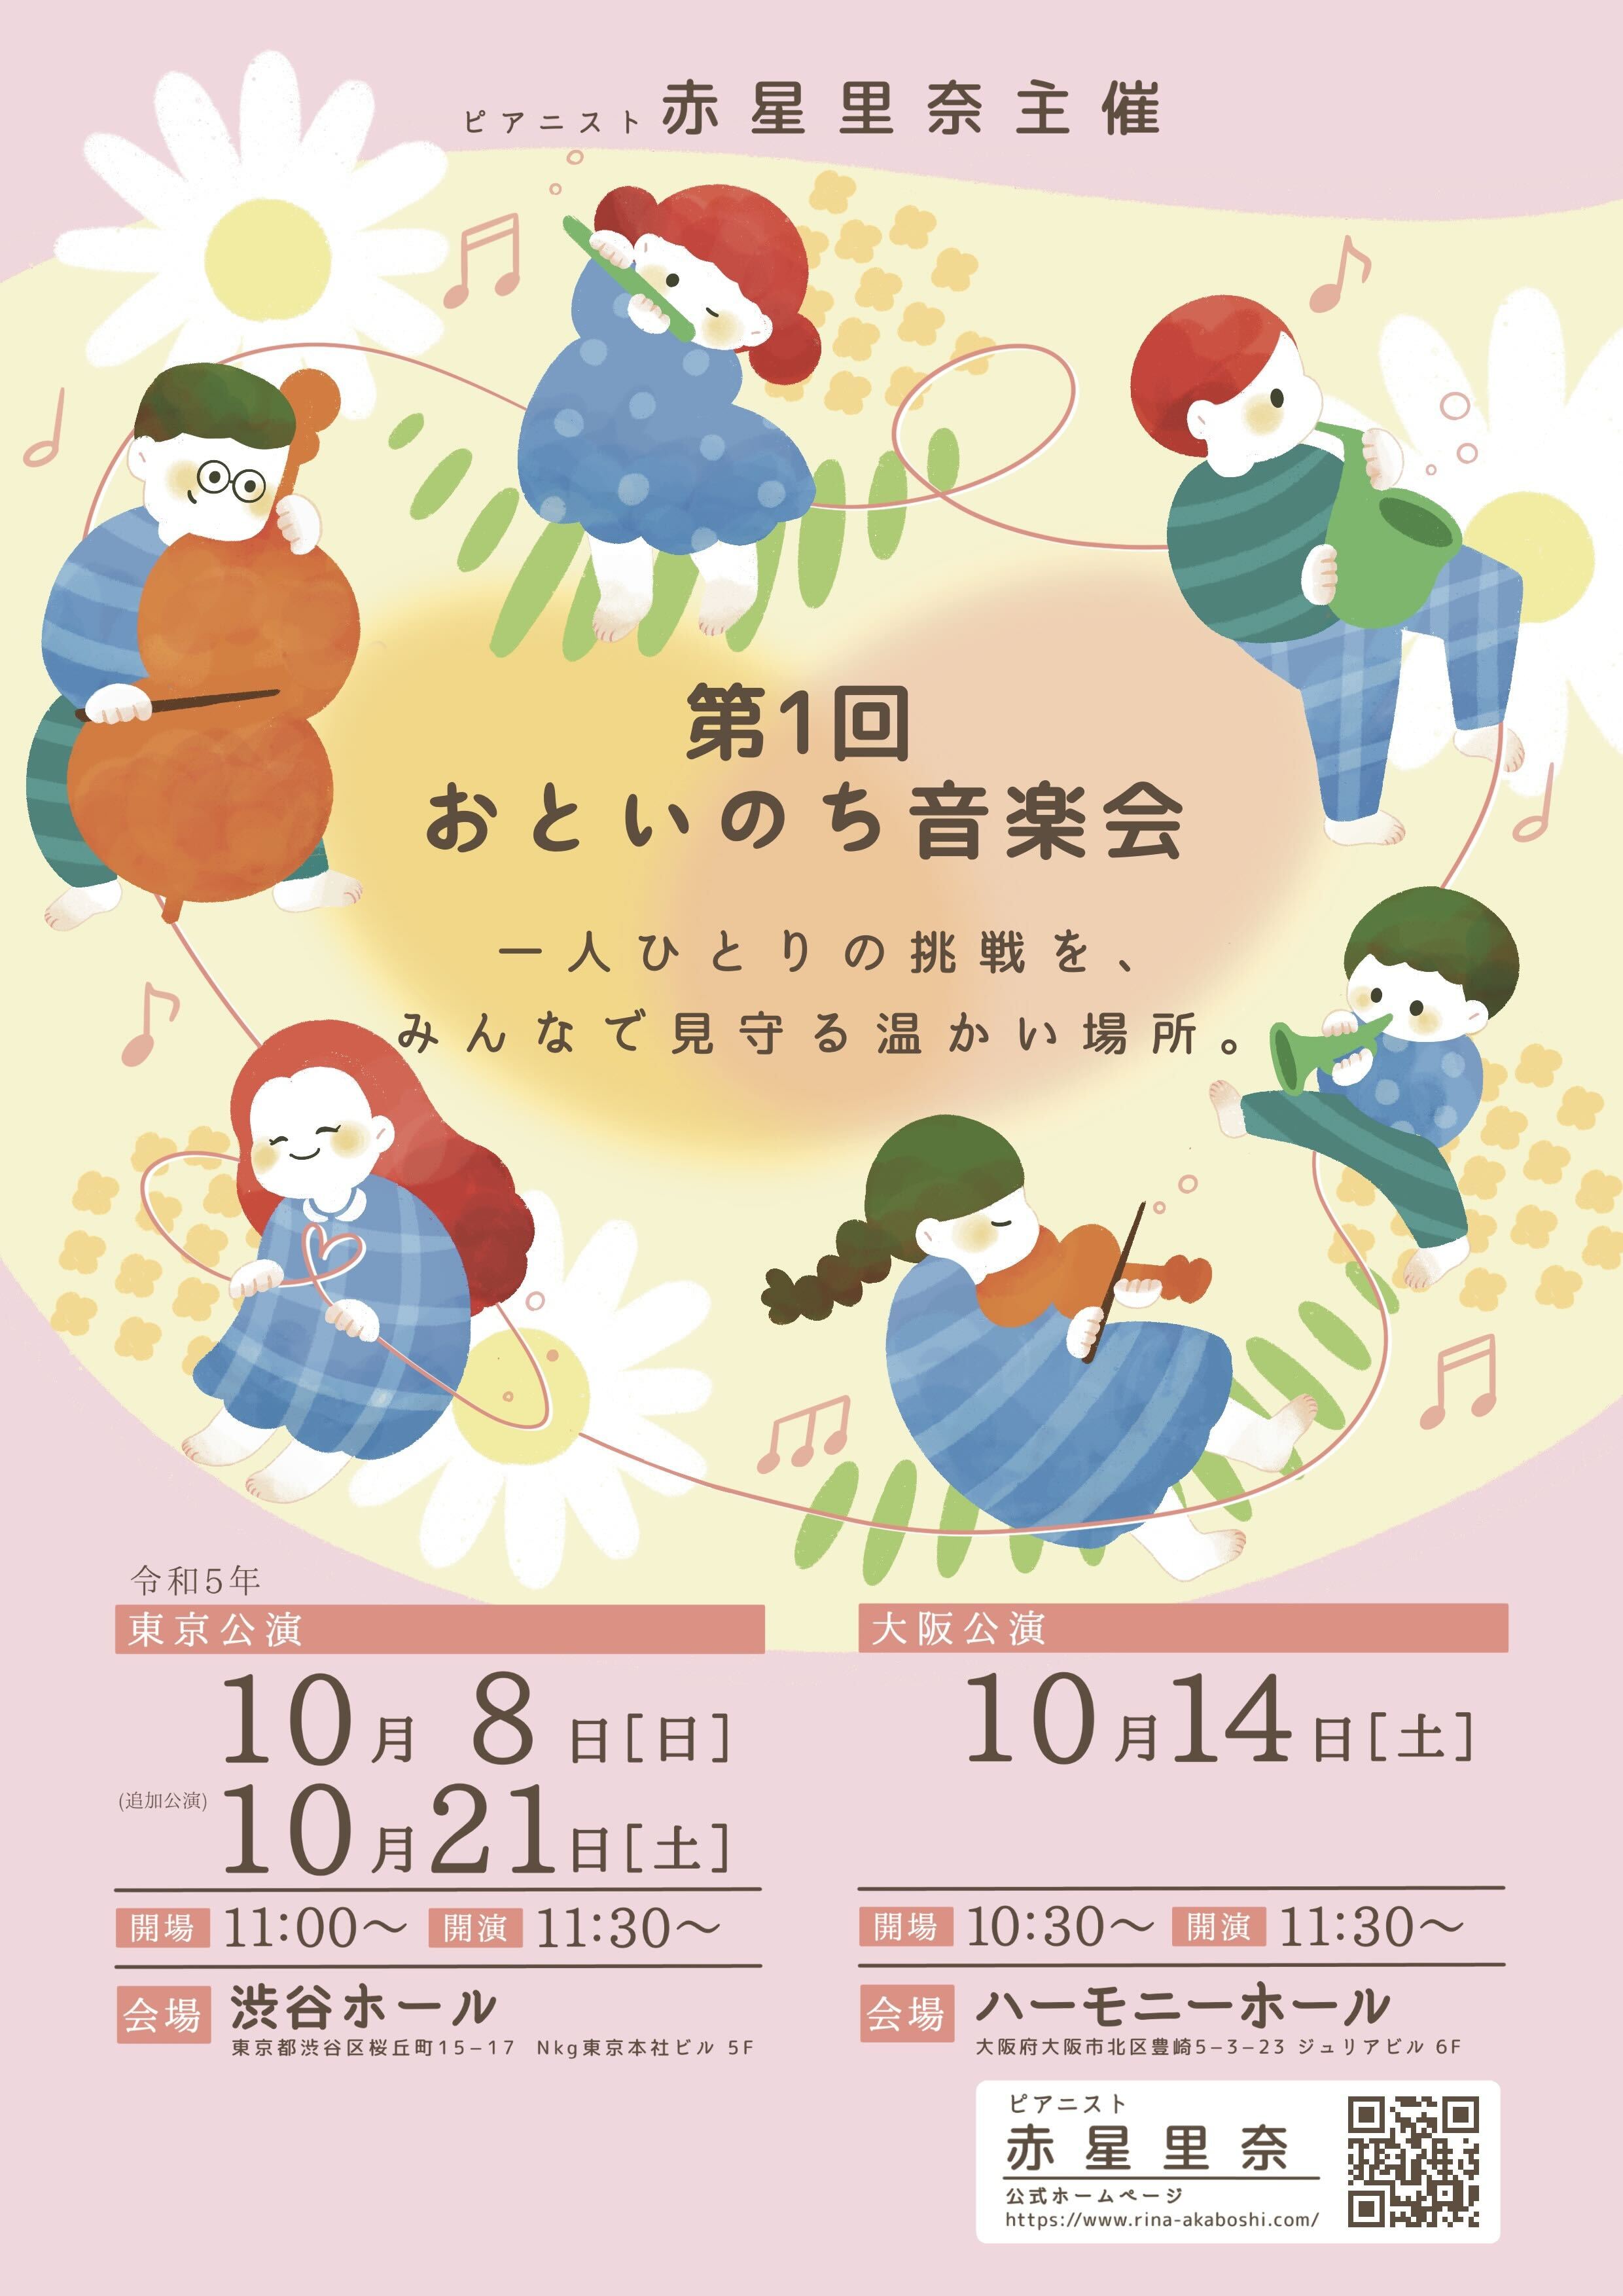 ピアニスト 赤星里奈主催
第1回
おといのち音楽会
一人ひとりの挑戦を、
みんなで見守る温かい場所。
令和5年
東京公演
10月8日[日]
(追加公演) 10月21日[土]
開場 11:00〜 開演 11:30〜
会場 渋谷ホール
東京都渋谷区桜丘町15−17 Nkg東京本社ビル 5F
大阪公演
10月14日[土]
開場 10:30〜 開演 11:30〜
会場 ハーモニーホール
大阪府大阪市北区豊崎5−3−23 ジュリアビル 6F
ピアニスト
赤星里奈
公式ホームページ
https://www.rina-akaboshi.com/